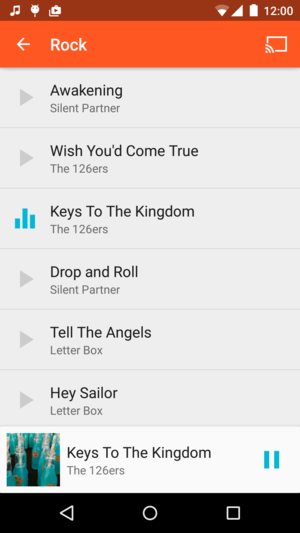 12:00
Rock
Awakening
Silent Partner
Wish You'd Come True
The 126ers
Keys To The Kingdom
The 126ers
Drop and Roll
Silent Partner
Tell The Angels
Letter Box
Hey Sailor
Letter Box
Keys To The Kingdom
The 126ers